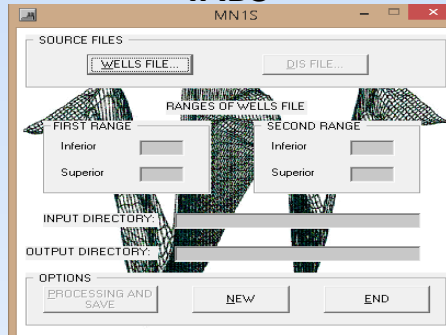 MN1S
SOURCE FILES
WELLS FILE...
DIS FILE...
RANGES OF WELLS FILE
FIRST RANGE
Inferior
Superior
SECOND RANGE
Inferior
Superior
INPUT DIRECTORY:
OUTPUT DIRECTORY:
OPTIONS
PROCESSING AND
SAVE
NEW
END